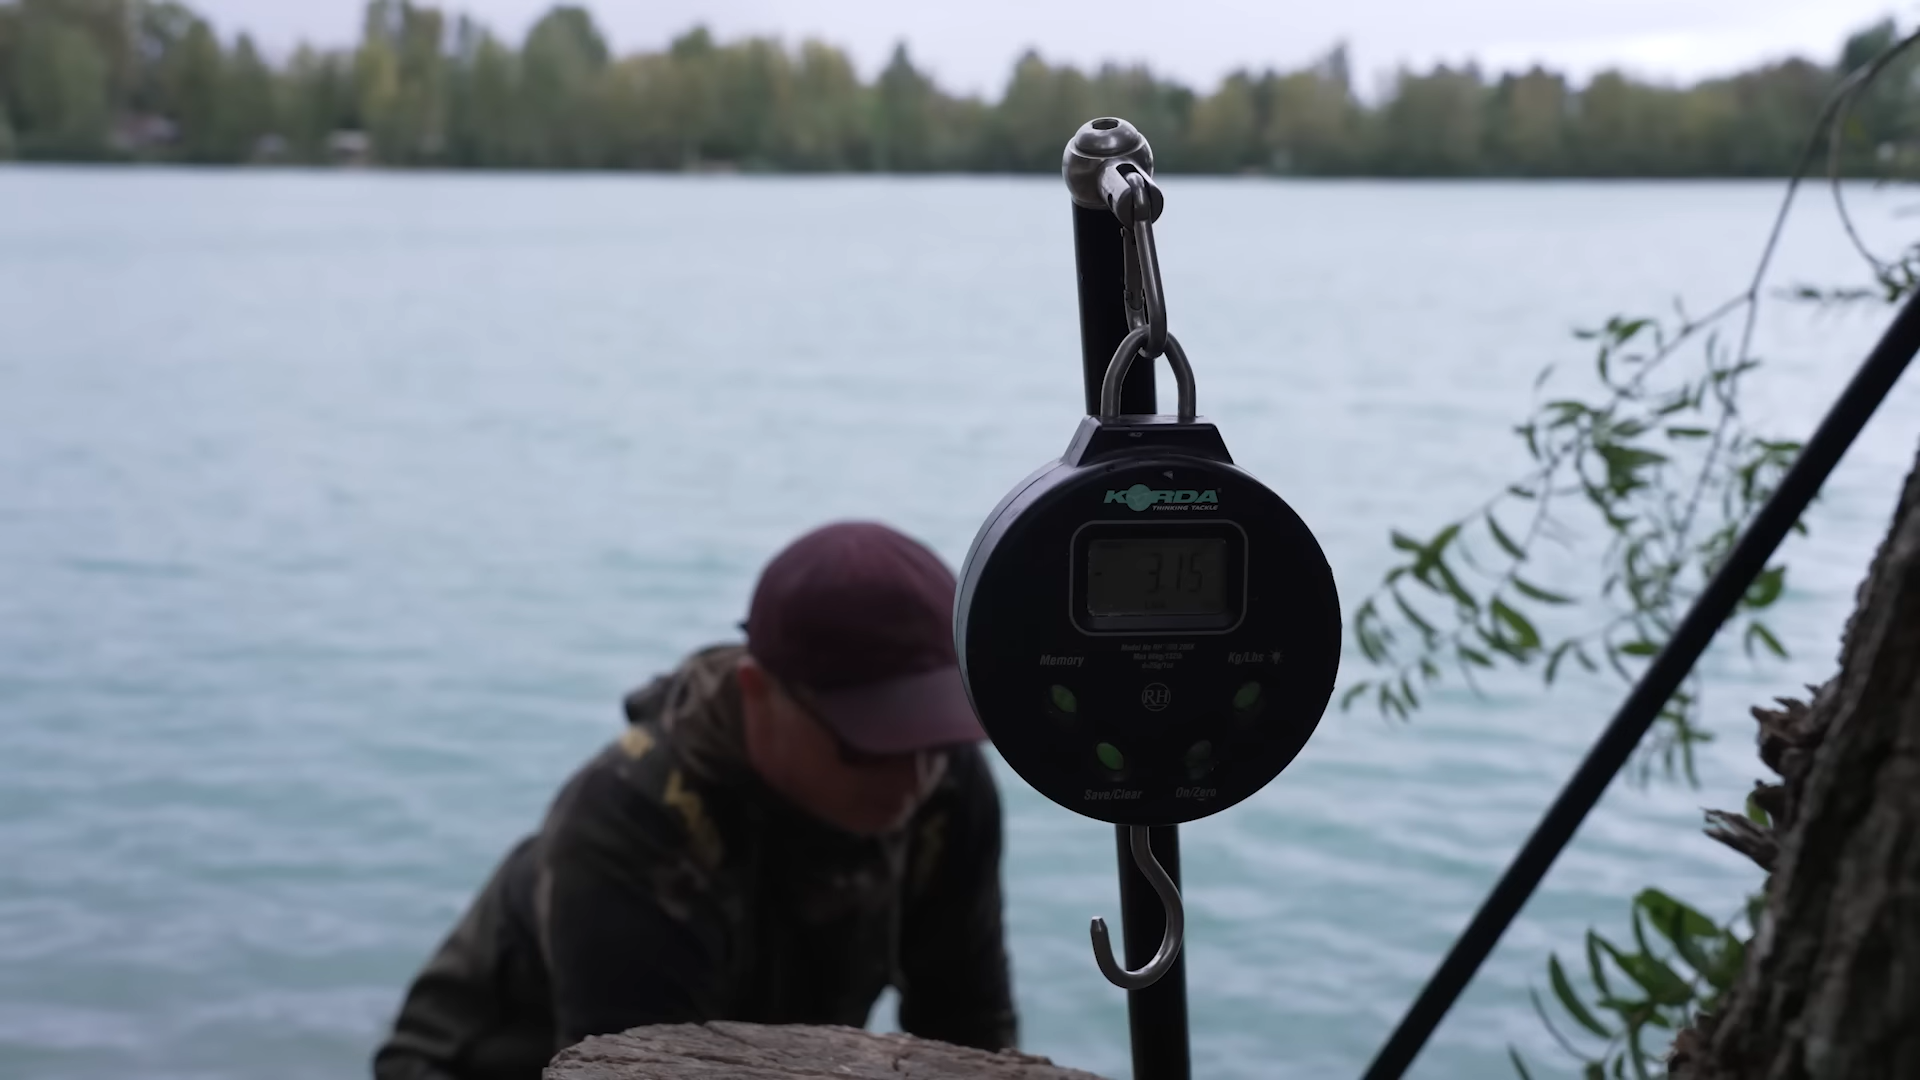 KORDA
THINKING TACKLE
3.15
Memory
Kg/Lbs
RH
Save/Clear
On/Zero